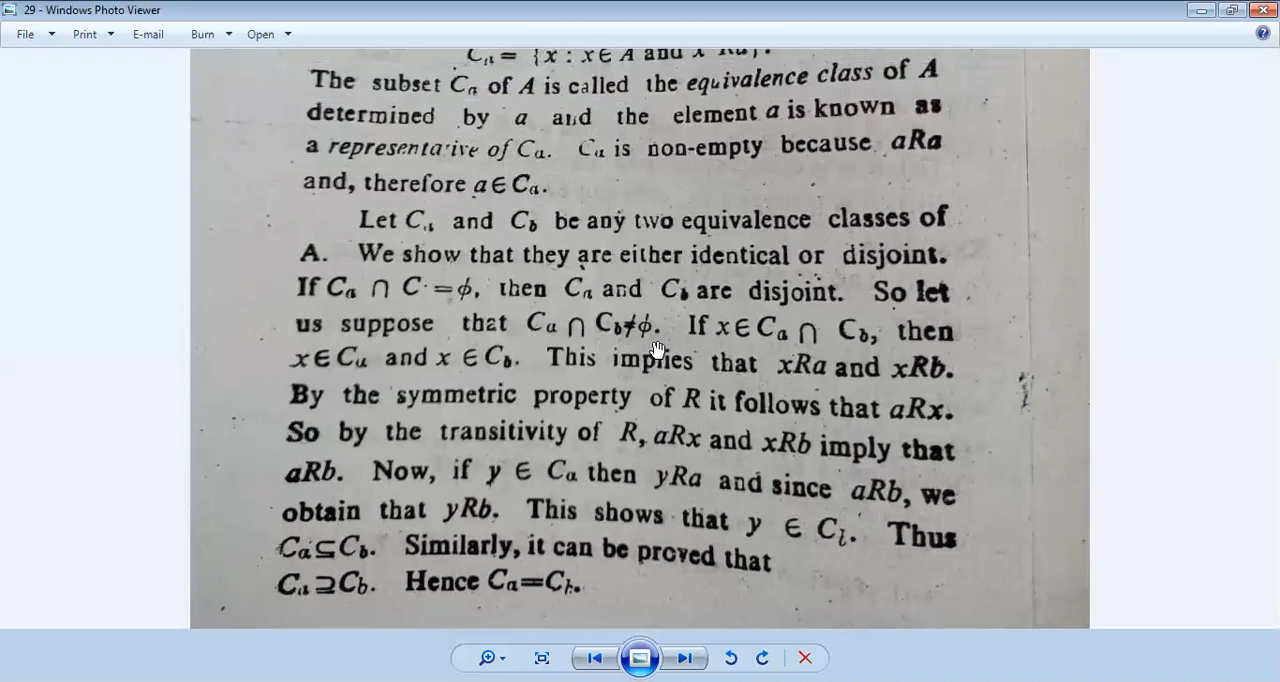 29 - Windows Photo Viewer
File Print E-mail Burn Open
Cₐ = {x : x ∈ A and x Ra}.
The subset Cₐ of A is called the equivalence class of A
determined by a and the element a is known as
a representative of Cₐ. Cₐ is non-empty because aRa
and, therefore a ∈ Cₐ.
Let Cₐ and C_b be any two equivalence classes of
A. We show that they are either identical or disjoint.
If Cₐ ∩ C = ϕ, then Cₐ and C_b are disjoint. So let
us suppose that Cₐ ∩ C_b ≠ ϕ. If x ∈ Cₐ ∩ C_b, then
x ∈ Cₐ and x ∈ C_b. This implies that xRa and xRb.
By the symmetric property of R it follows that aRx.
So by the transitivity of R, aRx and xRb imply that
aRb. Now, if y ∈ Cₐ then yRa and since aRb, we
obtain that yRb. This shows that y ∈ C_b. Thus
Cₐ ⊆ C_b. Similarly, it can be proved that
Cₐ ⊇ C_b. Hence Cₐ = C_b.